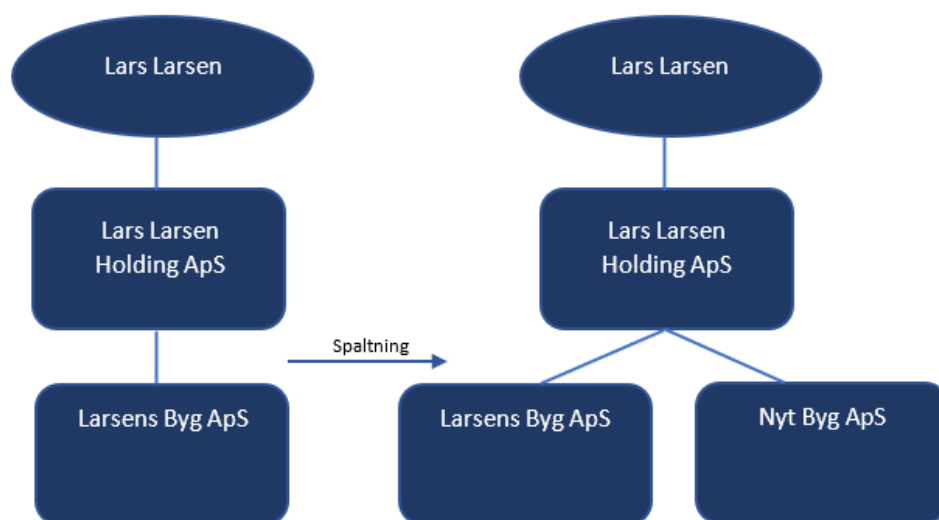 Lars Larsen
Lars Larsen
Holding ApS
Larsens Byg ApS
Spaltning
Lars Larsen
Lars Larsen
Holding ApS
Larsens Byg ApS
Nyt Byg ApS